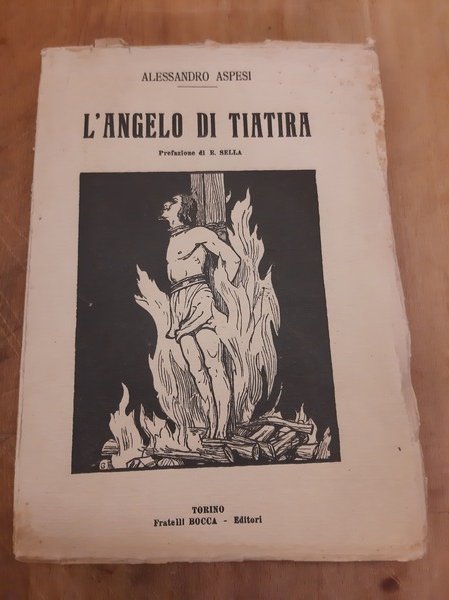 ALESSANDRO ASPESI
L'ANGELO DI TIATIRA
Prefazione di E. SELLA
TORINO
Fratelli BOCCA - Editori